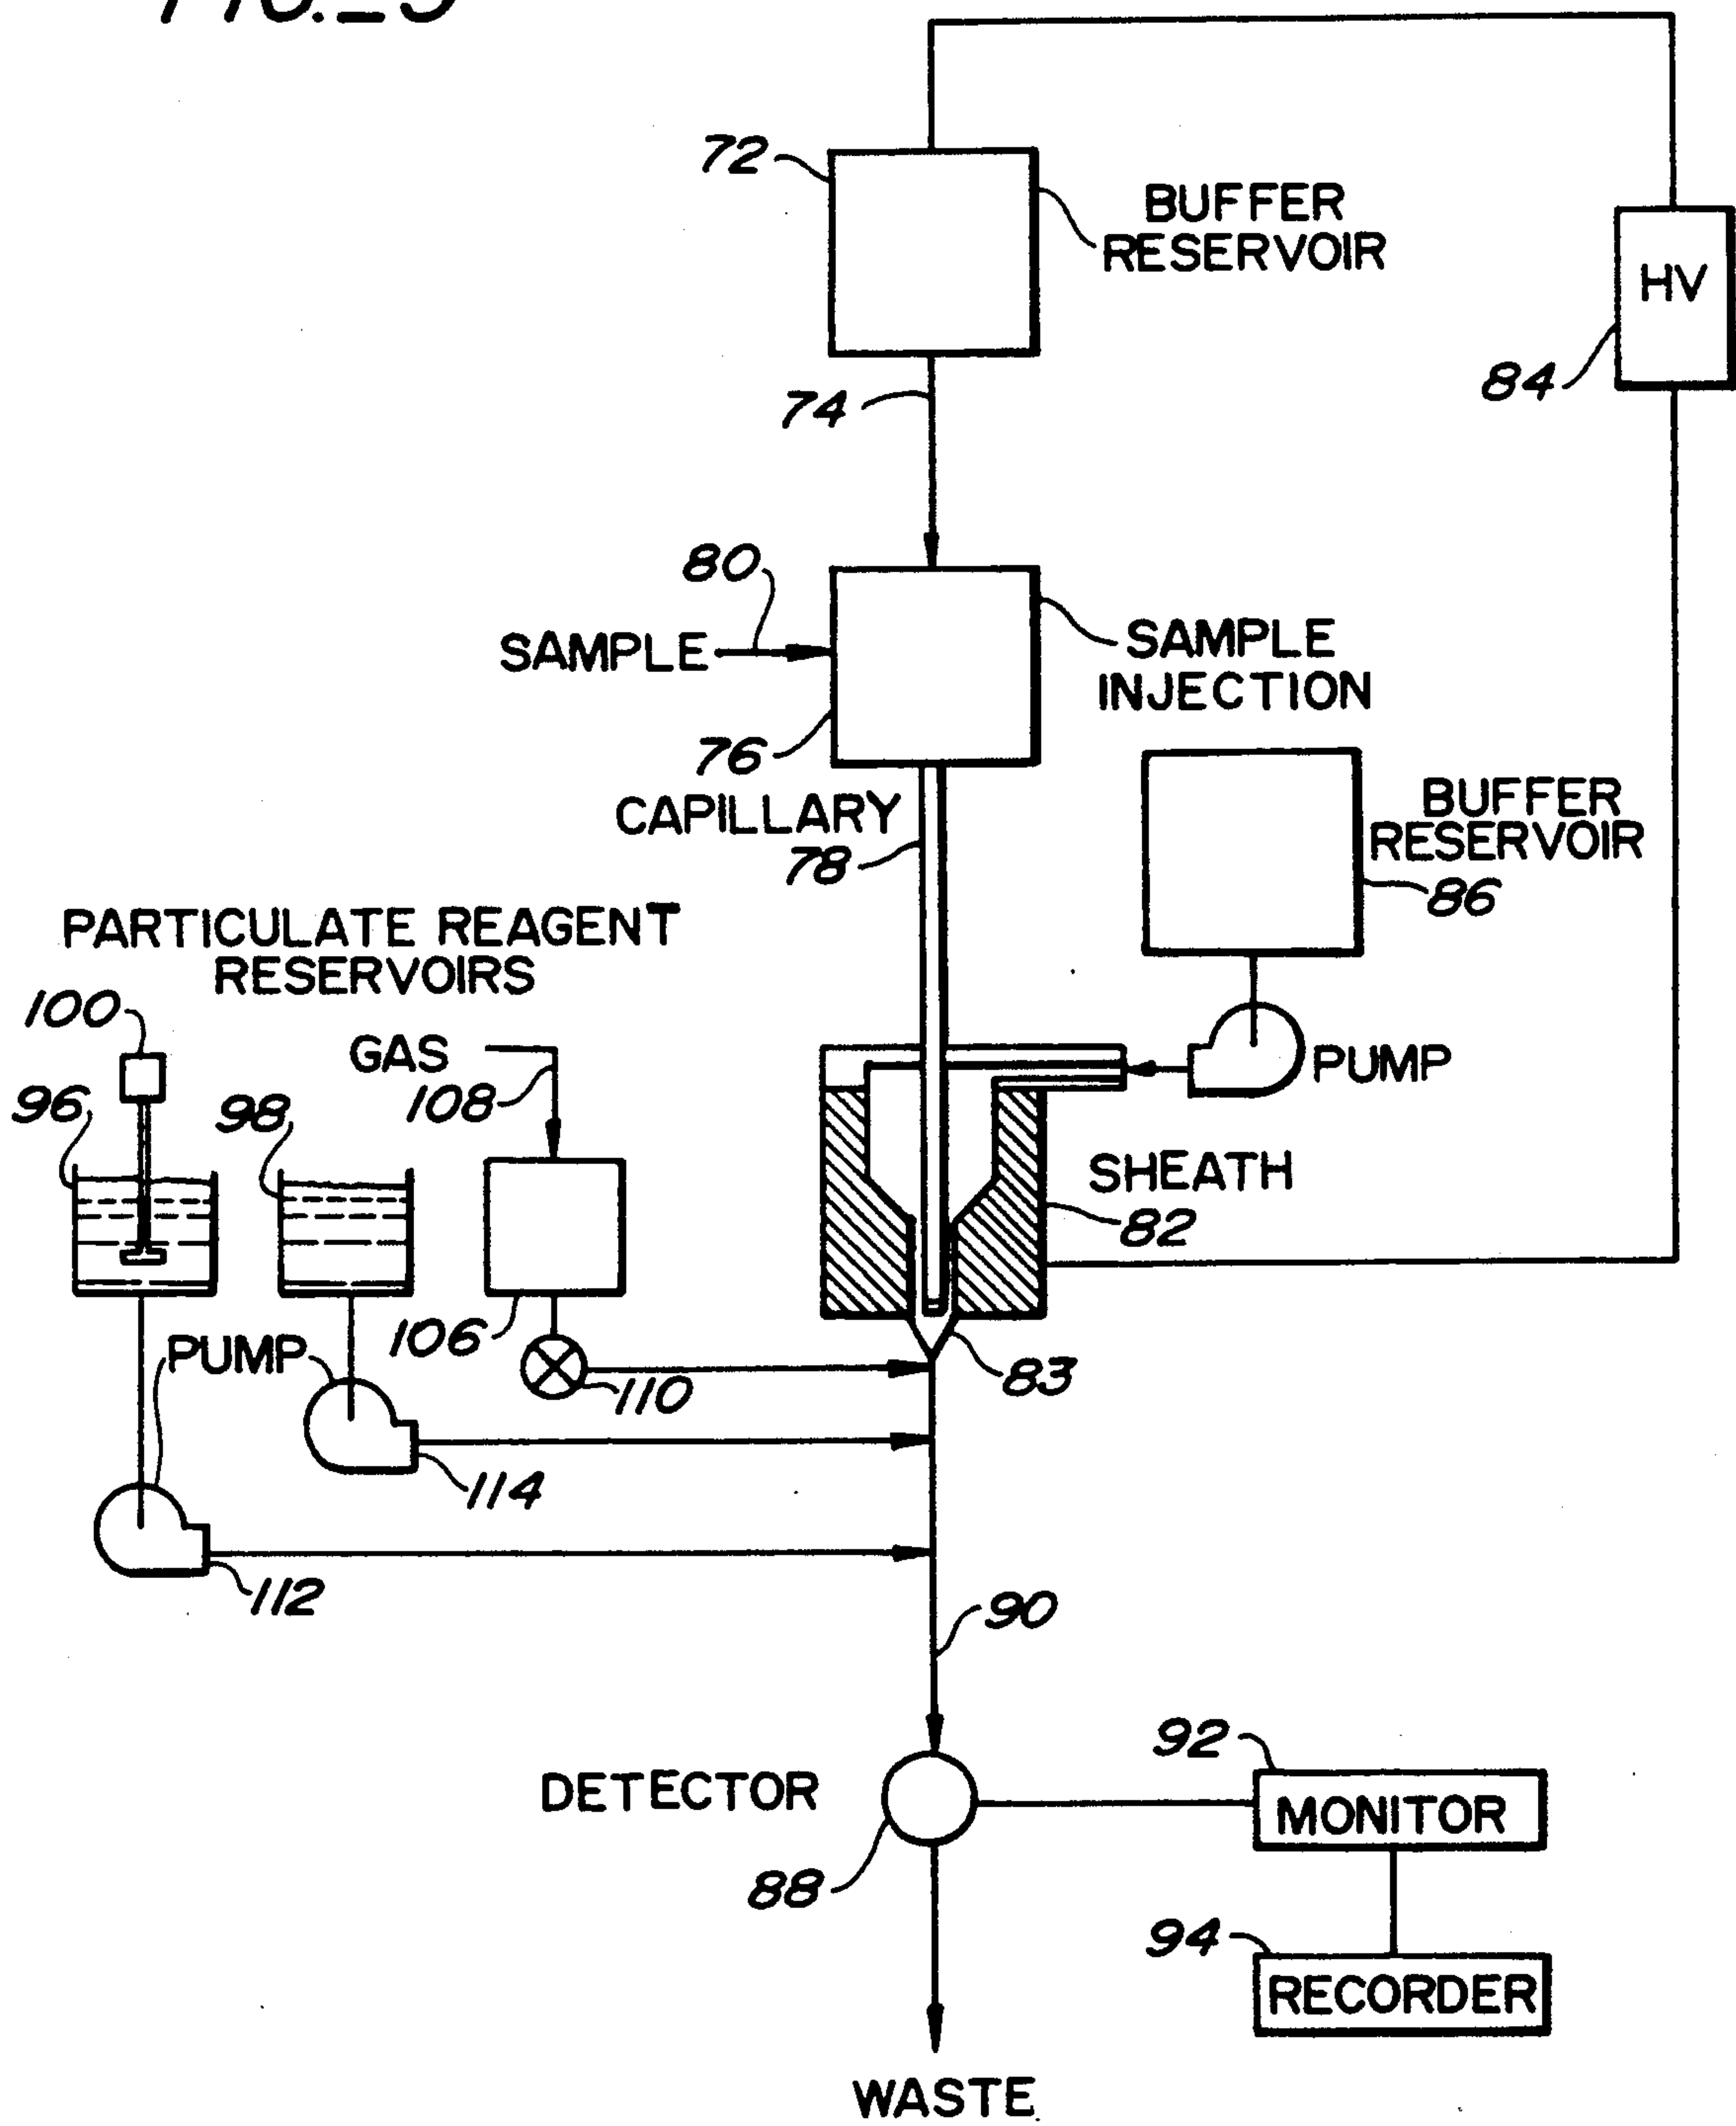 72
BUFFER
RESERVOIR
HV
84
74
80
SAMPLE
SAMPLE
INJECTION
76
CAPILLARY
78
BUFFER
RESERVOIR
86
PARTICULATE REAGENT
RESERVOIRS
100
GAS
PUMP
96
98
108
SHEATH
82
106
PUMP
110
83
114
112
90
92
DETECTOR
MONITOR
88
94
RECORDER
WASTE